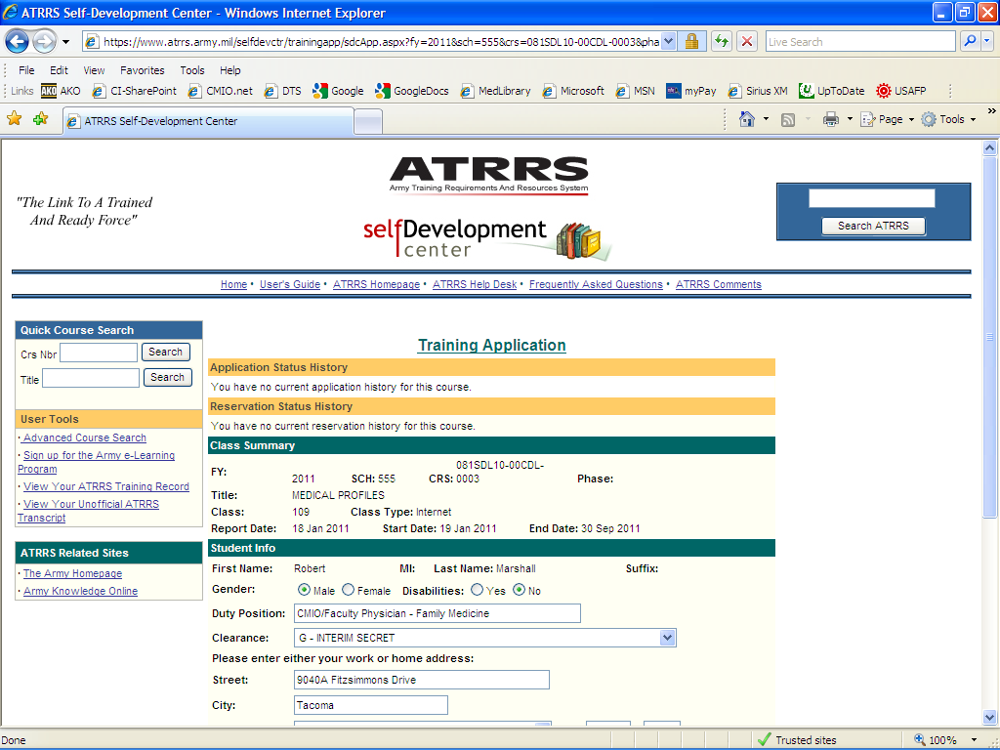 ATRRS Self-Development Center - Windows Internet Explorer
https://www.atrrs.army.mil/selfdevctr/trainingapp/sdcApp.aspx?fy=2011&sch=555&crs=081SDL10-00CDL-0003&pha
Live Search
File Edit View Favorites Tools Help
Links AKO AKO CI-SharePoint CMIO.net DTS Google GoogleDocs MedLibrary Microsoft MSN myPay Sirius XM UpToDate USAFP
ATRRS Self-Development Center
Page Tools
ATRRS
Army Training Requirements And Resources System
"The Link To A Trained
And Ready Force"
selfDevelopment
center
Search ATRRS
Home • User's Guide • ATRRS Homepage • ATRRS Help Desk • Frequently Asked Questions • ATRRS Comments
Quick Course Search
Crs Nbr Search
Title Search
User Tools
· Advanced Course Search
· Sign up for the Army e-Learning
Program
· View Your ATRRS Training Record
· View Your Unofficial ATRRS
Transcript
ATRRS Related Sites
· The Army Homepage
· Army Knowledge Online
Training Application
Application Status History
You have no current application history for this course.
Reservation Status History
You have no current reservation history for this course.
Class Summary
081SDL10-00CDL-
FY: 2011 SCH: 555 CRS: 0003 Phase:
Title: MEDICAL PROFILES
Class: 109 Class Type: Internet
Report Date: 18 Jan 2011 Start Date: 19 Jan 2011 End Date: 30 Sep 2011
Student Info
First Name: Robert MI: Last Name: Marshall Suffix:
Gender: Male Female Disabilities: Yes No
Duty Position: CMIO/Faculty Physician - Family Medicine
Clearance: G - INTERIM SECRET
Please enter either your work or home address:
Street: 9040A Fitzsimmons Drive
City: Tacoma
Done Trusted sites 100%